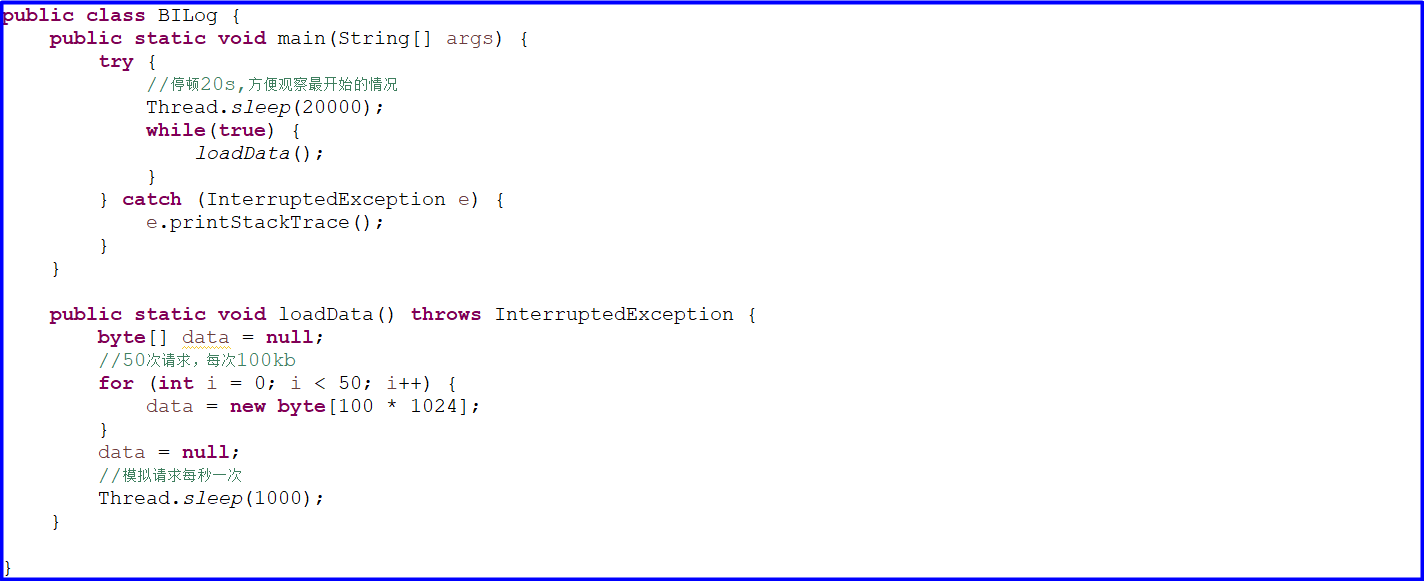 public class BILog {
    public static void main(String[] args) {
        try {
            //停顿20s,方便观察最开始的情况
            Thread.sleep(20000);
            while(true) {
                loadData();
            }
        } catch (InterruptedException e) {
            e.printStackTrace();
        }
    }

    public static void loadData() throws InterruptedException {
        byte[] data = null;
        //50次请求，每次100kb
        for (int i = 0; i < 50; i++) {
            data = new byte[100 * 1024];
        }
        data = null;
        //模拟请求每秒一次
        Thread.sleep(1000);
    }

}